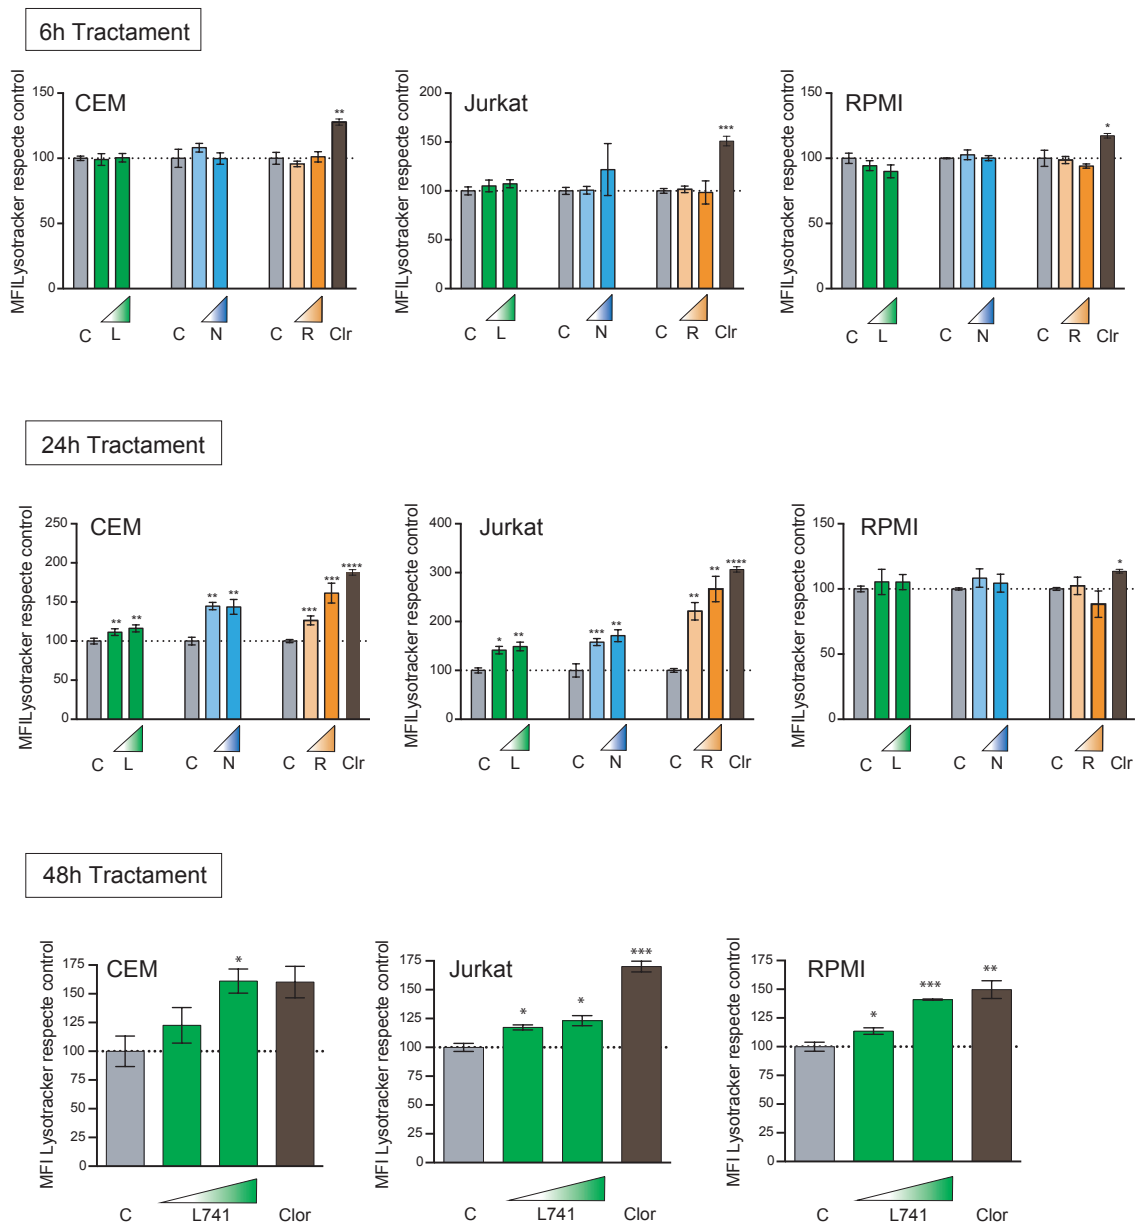 6h Tractament
MFILysotracker respecte control
CEM
150
100
50
0
**
C L C N C R Clr
MFILysotracker respecte control
Jurkat
200
150
100
50
0
***
C L C N C R Clr
MFILysotracker respecte control
RPMI
150
100
50
0
*
C L C N C R Clr
24h Tractament
MFILysotracker respecte control
CEM
250
200
150
100
50
0
** ** ** ** *** *** ****
C L C N C R Clr
MFILysotracker respecte control
Jurkat
400
300
200
100
0
* ** *** ** ** ** ****
C L C N C R Clr
MFILysotracker respecte control
RPMI
150
100
50
0
*
C L C N C R Clr
48h Tractament
MFI Lysotracker respecte control
CEM
175
150
125
100
75
50
25
0
*
C L741 Clor
MFI Lysotracker respecte control
Jurkat
175
150
125
100
75
50
25
0
* * ***
C L741 Clor
MFI Lysotracker respecte control
RPMI
175
150
125
100
75
50
25
0
* *** **
C L741 Clor